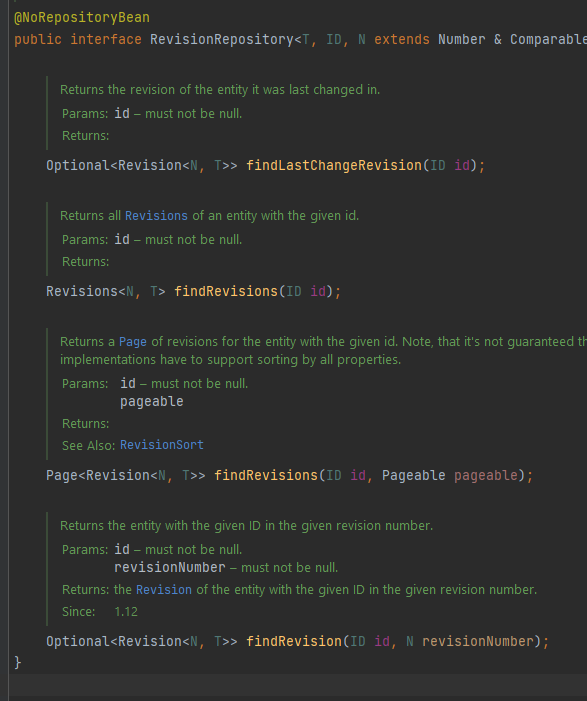 @NoRepositoryBean
public interface RevisionRepository<T, ID, N extends Number & Comparable
Returns the revision of the entity it was last changed in.
Params: id – must not be null.
Returns:
Optional<Revision<N, T>> findLastChangeRevision(ID id);
Returns all Revisions of an entity with the given id.
Params: id – must not be null.
Returns:
Revisions<N, T> findRevisions(ID id);
Returns a Page of revisions for the entity with the given id. Note, that it's not guaranteed th
implementations have to support sorting by all properties.
Params: id – must not be null.
pageable
Returns:
See Also: RevisionSort
Page<Revision<N, T>> findRevisions(ID id, Pageable pageable);
Returns the entity with the given ID in the given revision number.
Params: id – must not be null.
revisionNumber – must not be null.
Returns: the Revision of the entity with the given ID in the given revision number.
Since: 1.12
Optional<Revision<N, T>> findRevision(ID id, N revisionNumber);
}